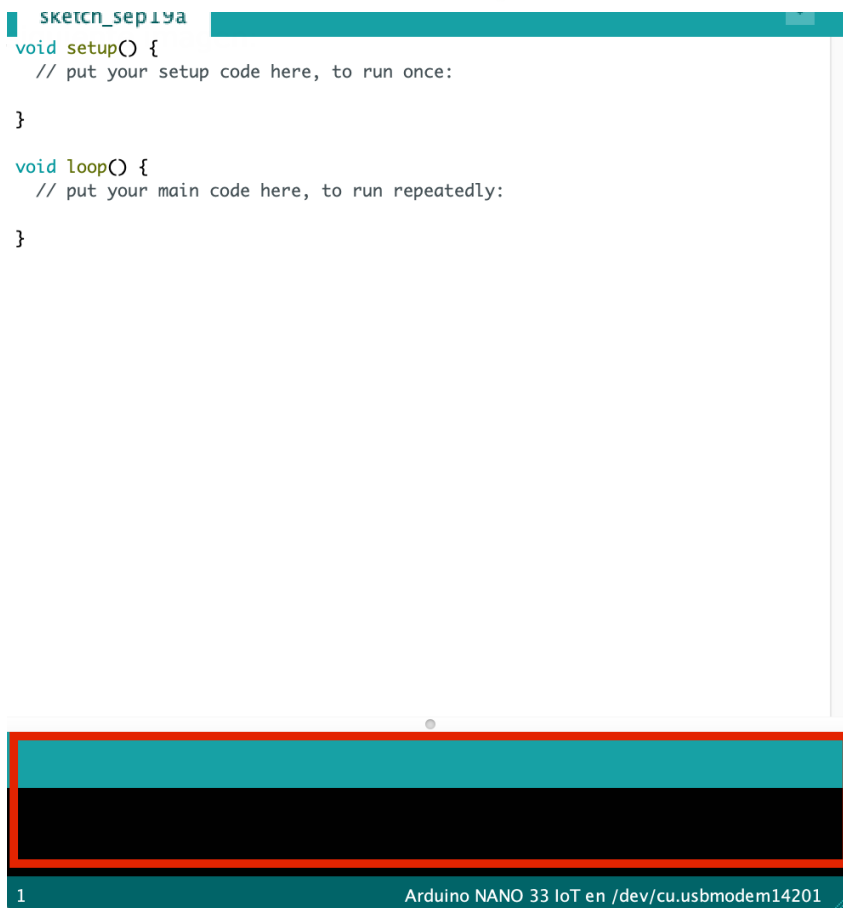 sketch_sep19a
void setup() {
  // put your setup code here, to run once:
}
void loop() {
  // put your main code here, to run repeatedly:
}
1
Arduino NANO 33 IoT en /dev/cu.usbmodem14201